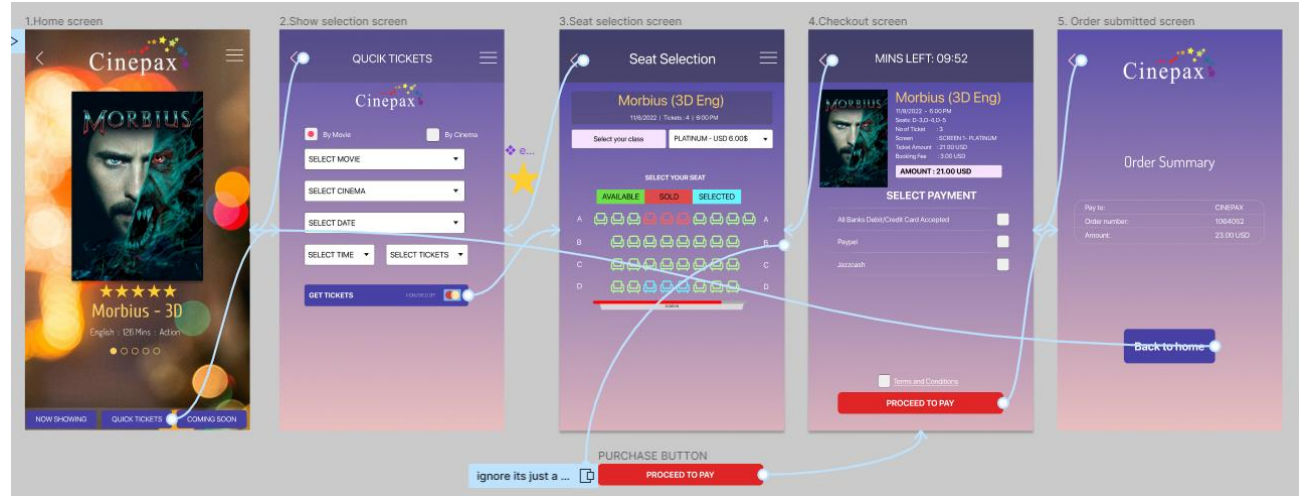 1.Home screen
2.Show selection screen
3.Seat selection screen
4.Checkout screen
5. Order submitted screen
Cinepax
MORBIUS
Morbius - 3D
English : 126 Mins : Action
NOW SHOWING
QUICK TICKETS
COMING SOON
QUCIK TICKETS
Cinepax
By Movie
By Cinema
SELECT MOVIE
SELECT CINEMA
SELECT DATE
SELECT TIME
SELECT TICKETS
GET TICKETS
e...
Seat Selection
Morbius (3D Eng)
11/8/2022 | Tickets: 4 | 6:00 PM
Select your class
PLATINUM - USD 6.00$
SELECT YOUR SEAT
AVAILABLE
SOLD
SELECTED
A A
B B
C C
D D
PURCHASE BUTTON
ignore its just a ...
PROCEED TO PAY
MINS LEFT: 09:52
MORBIUS
Morbius (3D Eng)
11/8/2022 - 6:00 PM
Seats: D-3,D-4,D-5
No of Ticket : 3
Screen : SCREEN 1- PLATINUM
Ticket Amount : 21.00 USD
Booking Fee : 3.00 USD
AMOUNT : 21.00 USD
SELECT PAYMENT
All Banks Debit/Credit Card Accepted
Paypel
Jazzcash
Terms and Conditions
PROCEED TO PAY
Cinepax
Order Summary
Pay to: CINEPAX
Order number: 1064052
Amount: 23.00 USD
Back to home